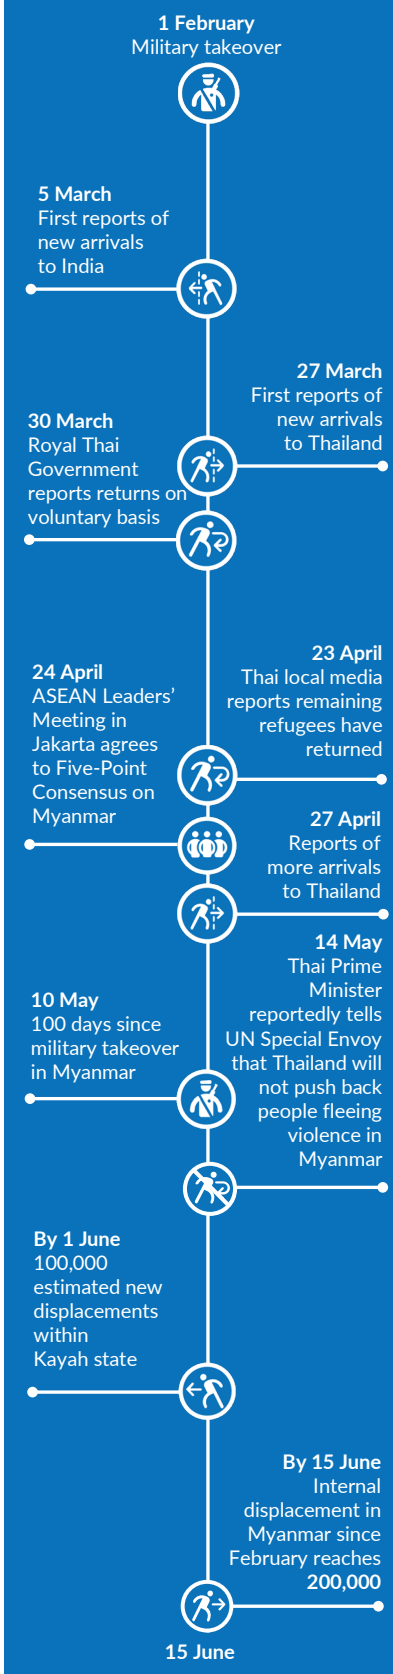 1 February
Military takeover
5 March
First reports of
new arrivals
to India
27 March
First reports of
new arrivals
to Thailand
30 March
Royal Thai
Government
reports returns on
voluntary basis
23 April
Thai local media
reports remaining
refugees have
returned
24 April
ASEAN Leaders’
Meeting in
Jakarta agrees
to Five-Point
Consensus on
Myanmar
27 April
Reports of
more arrivals
to Thailand
10 May
100 days since
military takeover
in Myanmar
14 May
Thai Prime
Minister
reportedly tells
UN Special Envoy
that Thailand will
not push back
people fleeing
violence in
Myanmar
By 1 June
100,000
estimated new
displacements
within
Kayah state
By 15 June
Internal
displacement in
Myanmar since
February reaches
200,000
15 June